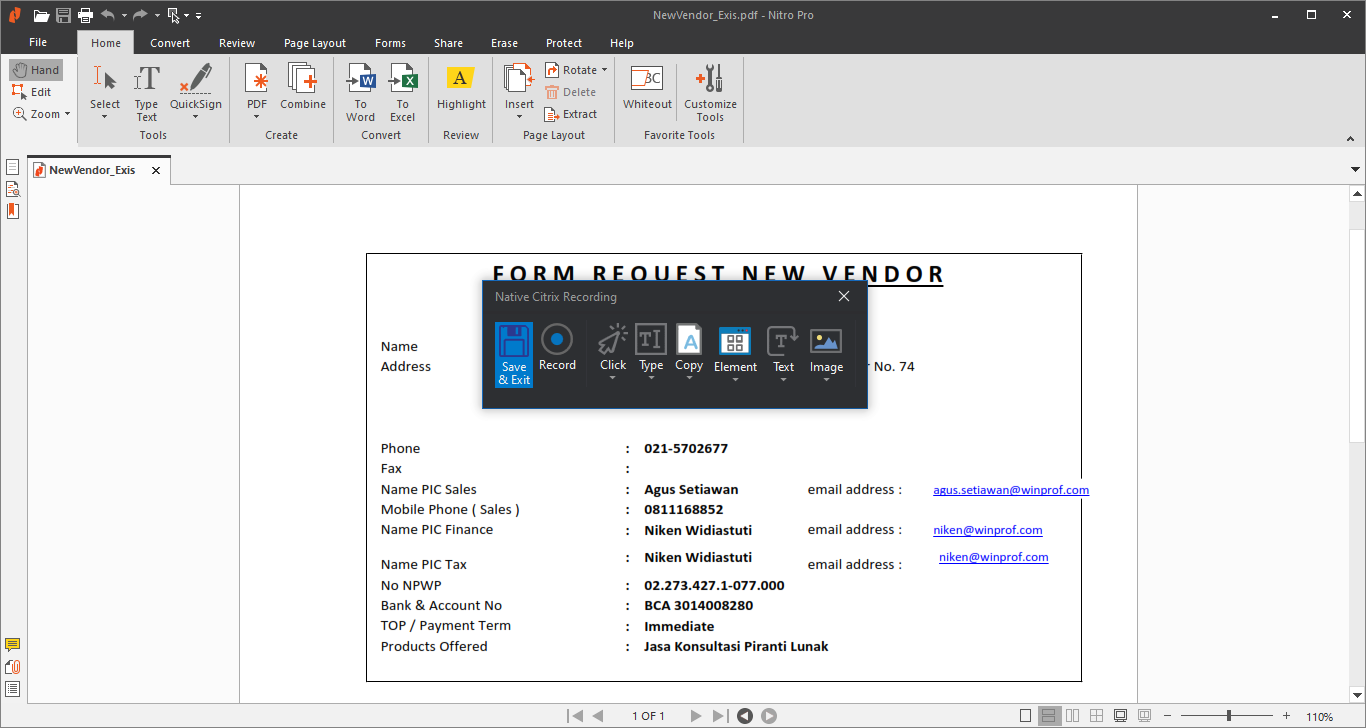 NewVendor_Exis.pdf - Nitro Pro
File Home Convert Review Page Layout Forms Share Erase Protect Help
Hand
Edit
Zoom
Select
Type Text
QuickSign
Tools
PDF
Combine
Create
To Word
To Excel
Convert
Highlight
Review
Insert
Rotate
Delete
Extract
Page Layout
Whiteout
Customize Tools
Favorite Tools
NewVendor_Exis
FORM REQUEST NEW VENDOR
Native Citrix Recording
Save & Exit
Record
Click
Type
Copy
Element
Text
Image
Name
Address No. 74
Phone : 021-5702677
Fax :
Name PIC Sales : Agus Setiawan email address : agus.setiawan@winprof.com
Mobile Phone ( Sales ) : 0811168852
Name PIC Finance : Niken Widiastuti email address : niken@winprof.com
Name PIC Tax : Niken Widiastuti email address : niken@winprof.com
No NPWP : 02.273.427.1-077.000
Bank & Account No : BCA 3014008280
TOP / Payment Term : Immediate
Products Offered : Jasa Konsultasi Piranti Lunak
1 OF 1
110%